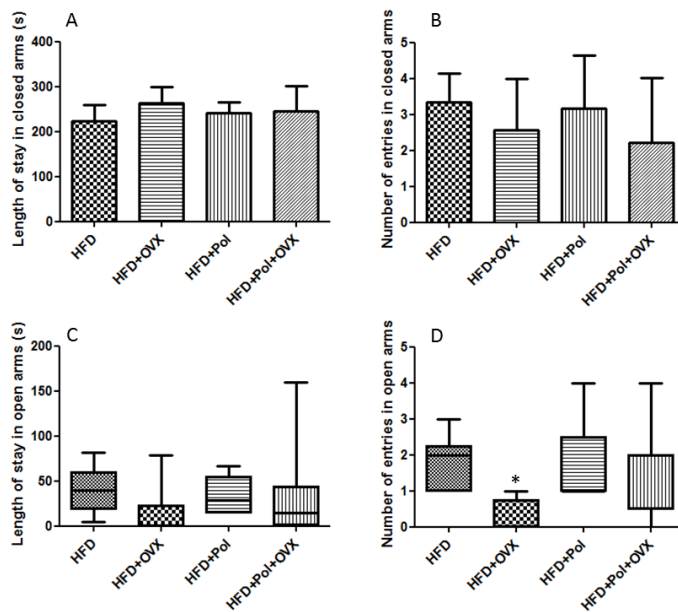 A
Length of stay in closed arms (s)
400
300
200
100
0
HFD
HFD+OVX
HFD+Pol
HFD+Pol+OVX
B
Number of entries in closed arms
5
4
3
2
1
0
HFD
HFD+OVX
HFD+Pol
HFD+Pol+OVX
C
Length of stay in open arms (s)
200
150
100
50
0
HFD
HFD+OVX
HFD+Pol
HFD+Pol+OVX
D
Number of entries in open arms
5
4
3
2
1
0
*
HFD
HFD+OVX
HFD+Pol
HFD+Pol+OVX